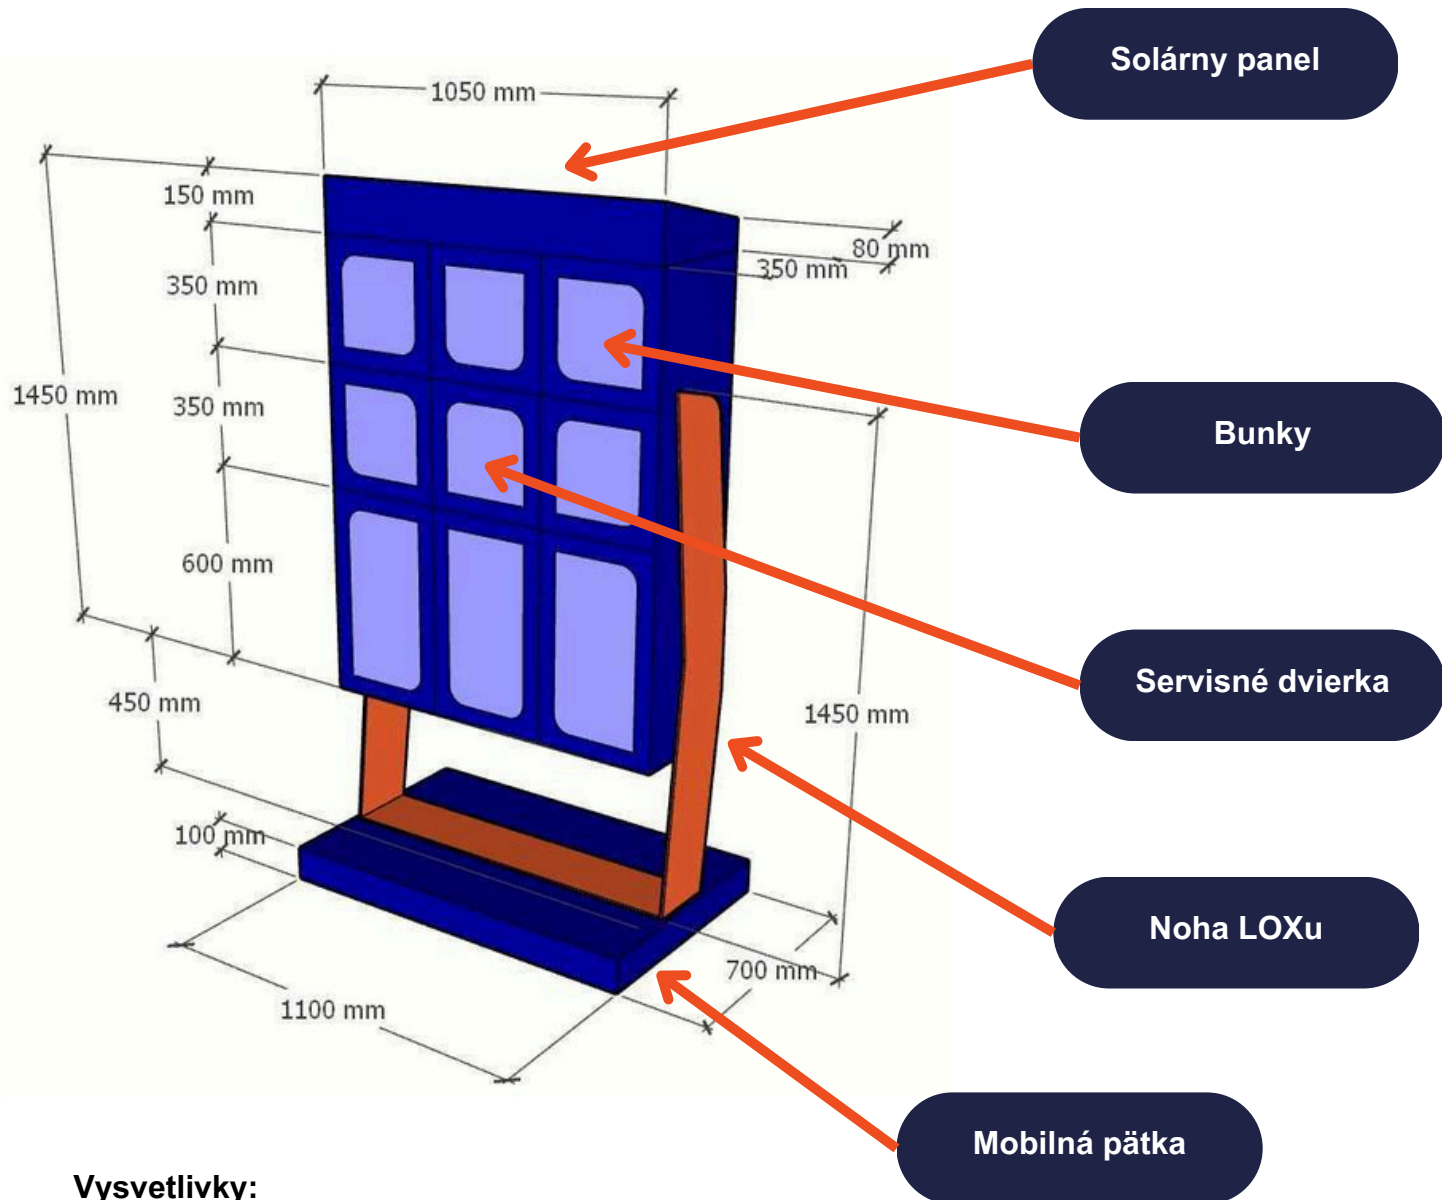 Solárny panel
1050 mm
150 mm
80 mm
350 mm
350 mm
1450 mm
350 mm
Bunky
600 mm
Servisné dvierka
450 mm
1450 mm
100 mm
Noha LOXu
700 mm
1100 mm
Mobilná pätka
Vysvetlivky: